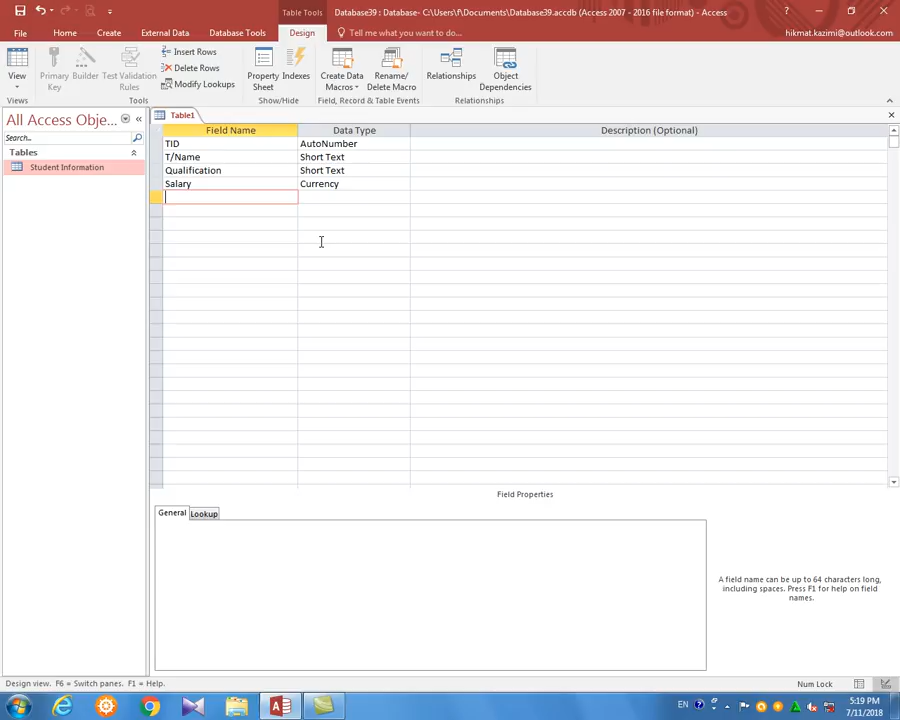 Table Tools
Database39 : Database- C:\Users\f\Documents\Database39.accdb (Access 2007 - 2016 file format) - Access
?
File Home Create External Data Database Tools Design Tell me what you want to do...
hikmat.kazimi@outlook.com
View
Primary Key
Builder
Test Validation Rules
Insert Rows
Delete Rows
Modify Lookups
Property Sheet
Indexes
Create Data Macros
Rename/ Delete Macro
Relationships
Object Dependencies
Views Tools Show/Hide Field, Record & Table Events Relationships
All Access Obje...
Search...
Tables
Student Information
Table1
Field Name Data Type Description (Optional)
TID AutoNumber
T/Name Short Text
Qualification Short Text
Salary Currency
Field Properties
General Lookup
A field name can be up to 64 characters long,
including spaces. Press F1 for help on field
names.
Design view. F6 = Switch panes. F1 = Help.
Num Lock
EN
5:19 PM
7/11/2018